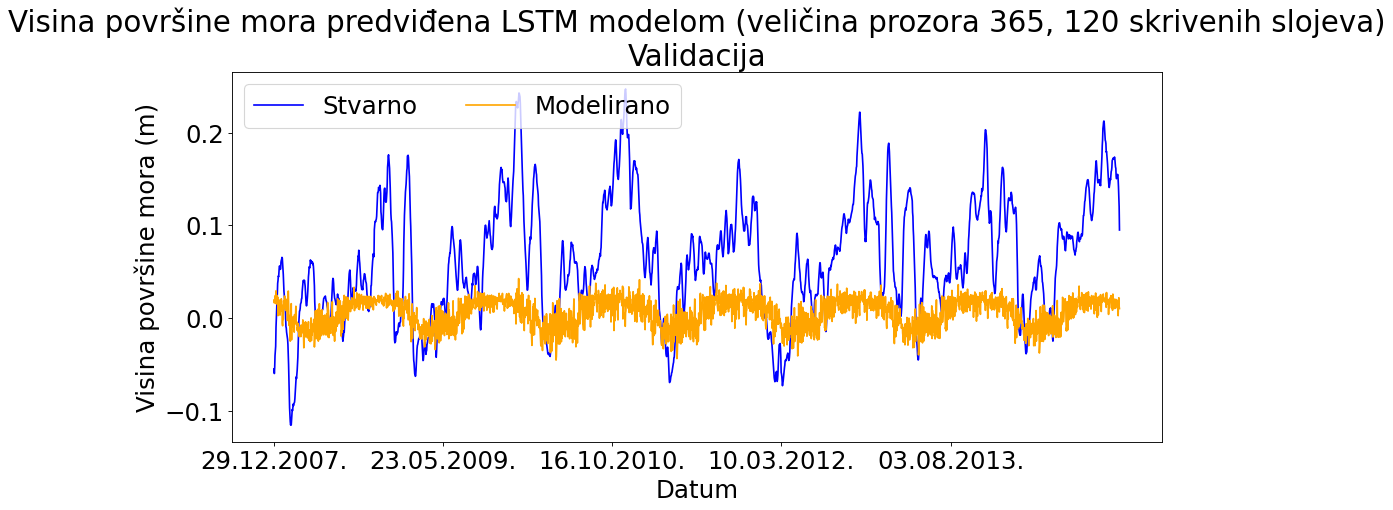 Visina površine mora predviđena LSTM modelom (veličina prozora 365, 120 skrivenih slojeva)
Validacija
Stvarno Modelirano
Visina površine mora (m)
0.2
0.1
0.0
−0.1
29.12.2007. 23.05.2009. 16.10.2010. 10.03.2012. 03.08.2013.
Datum